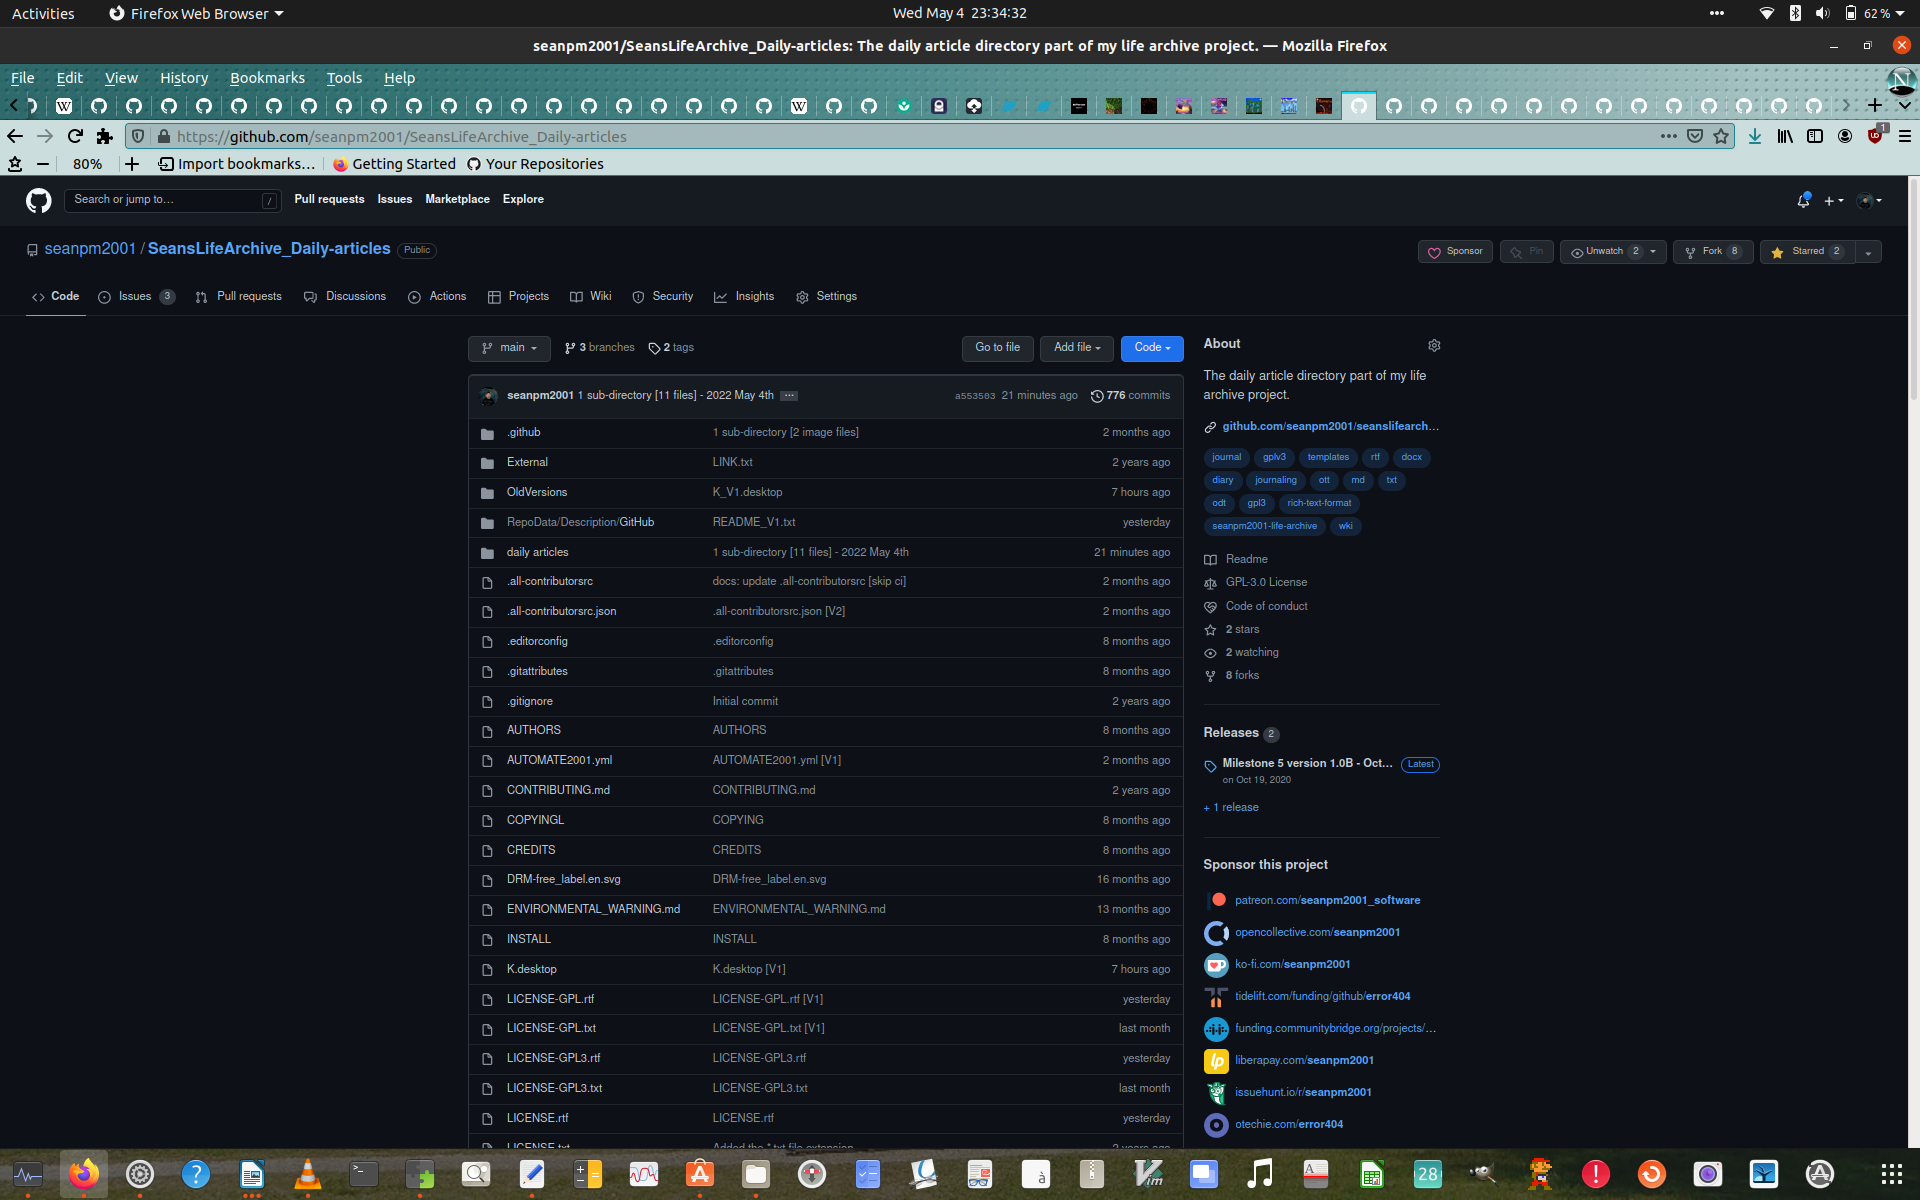 Activities Firefox Web Browser Wed May 4 23:34:32 62 %
seanpm2001/SeansLifeArchive_Daily-articles: The daily article directory part of my life archive project. — Mozilla Firefox
File Edit View History Bookmarks Tools Help
https://github.com/seanpm2001/SeansLifeArchive_Daily-articles 1
80% Import bookmarks… Getting Started Your Repositories
Search or jump to… / Pull requests Issues Marketplace Explore
seanpm2001 / SeansLifeArchive_Daily-articles Public Sponsor Pin Unwatch 2 Fork 8 Starred 2
Code Issues 3 Pull requests Discussions Actions Projects Wiki Security Insights Settings
main 3 branches 2 tags Go to file Add file Code
seanpm2001 1 sub-directory [11 files] - 2022 May 4th ... a553503 21 minutes ago 776 commits
.github 1 sub-directory [2 image files] 2 months ago
External LINK.txt 2 years ago
OldVersions K_V1.desktop 7 hours ago
RepoData/Description/GitHub README_V1.txt yesterday
daily articles 1 sub-directory [11 files] - 2022 May 4th 21 minutes ago
.all-contributorsrc docs: update .all-contributorsrc [skip ci] 2 months ago
.all-contributorsrc.json .all-contributorsrc.json [V2] 2 months ago
.editorconfig .editorconfig 8 months ago
.gitattributes .gitattributes 8 months ago
.gitignore Initial commit 2 years ago
AUTHORS AUTHORS 8 months ago
AUTOMATE2001.yml AUTOMATE2001.yml [V1] 2 months ago
CONTRIBUTING.md CONTRIBUTING.md 2 years ago
COPYINGL COPYING 8 months ago
CREDITS CREDITS 8 months ago
DRM-free_label.en.svg DRM-free_label.en.svg 16 months ago
ENVIRONMENTAL_WARNING.md ENVIRONMENTAL_WARNING.md 13 months ago
INSTALL INSTALL 8 months ago
K.desktop K.desktop [V1] 7 hours ago
LICENSE-GPL.rtf LICENSE-GPL.rtf [V1] yesterday
LICENSE-GPL.txt LICENSE-GPL.txt [V1] last month
LICENSE-GPL3.rtf LICENSE-GPL3.rtf yesterday
LICENSE-GPL3.txt LICENSE-GPL3.txt last month
LICENSE.rtf LICENSE.rtf yesterday
LICENSE.txt Added the *.txt file extension 2 years ago
About
The daily article directory part of my life
archive project.
github.com/seanpm2001/seanslifearch…
journal gplv3 templates rtf docx
diary journaling ott md txt
odt gpl3 rich-text-format
seanpm2001-life-archive wki
Readme
GPL-3.0 License
Code of conduct
2 stars
2 watching
8 forks
Releases 2
Milestone 5 version 1.0B - Oct… Latest
on Oct 19, 2020
+ 1 release
Sponsor this project
patreon.com/seanpm2001_software
opencollective.com/seanpm2001
ko-fi.com/seanpm2001
tidelift.com/funding/github/error404
funding.communitybridge.org/projects/…
liberapay.com/seanpm2001
issuehunt.io/r/seanpm2001
otechie.com/error404
28